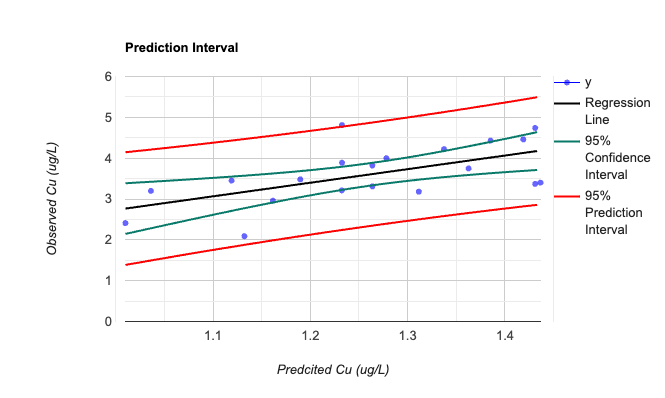 Prediction Interval
6
5
4
3
2
1
0
Observed Cu (ug/L)
1.1
1.2
1.3
1.4
Predcited Cu (ug/L)
y
Regression
Line
95%
Confidence
Interval
95%
Prediction
Interval